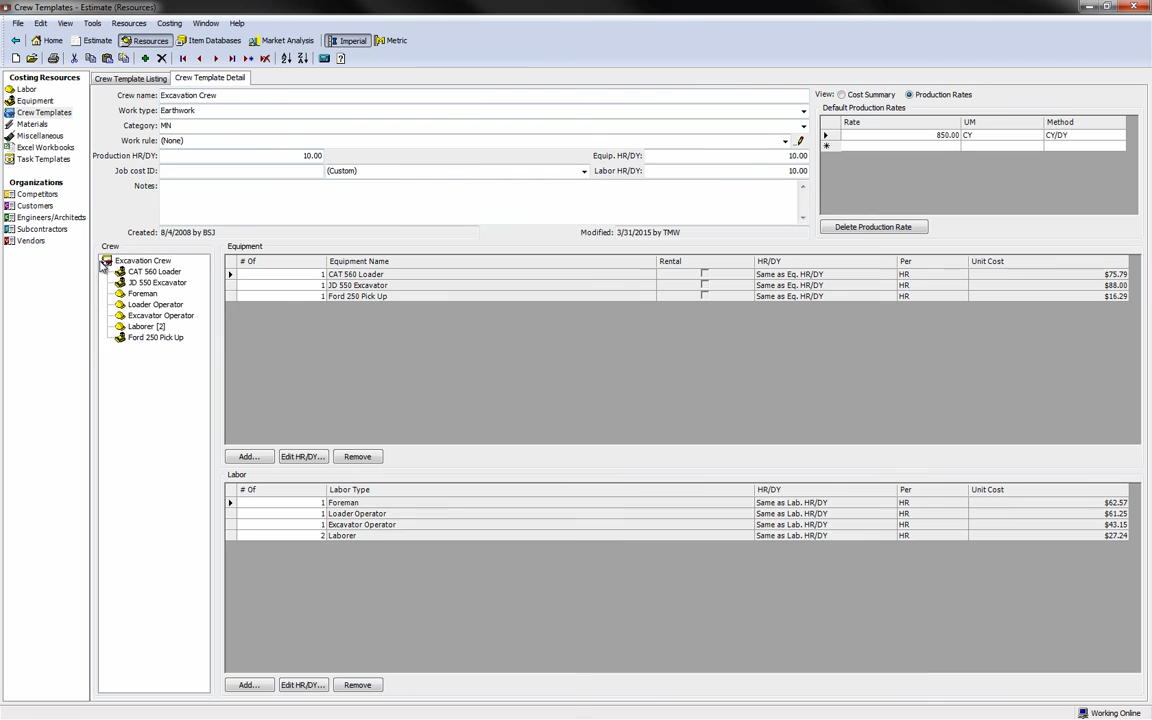 Crew Templates - Estimate (Resources)
File Edit View Tools Resources Costing Window Help
Home Estimate Resources Item Databases Market Analysis Imperial Metric
Costing Resources
Labor
Equipment
Crew Templates
Materials
Miscellaneous
Excel Workbooks
Task Templates
Organizations
Competitors
Customers
Engineers/Architects
Subcontractors
Vendors
Crew Template Listing Crew Template Detail
Crew name: Excavation Crew
Work type: Earthwork
Category: MN
Work rule: (None)
Production HR/DY: 10.00 Equip. HR/DY: 10.00
Job cost ID: (Custom) Labor HR/DY: 10.00
Notes:
Created: 8/4/2008 by BSJ Modified: 3/31/2015 by TMW
View: Cost Summary Production Rates
Default Production Rates
Rate UM Method
850.00 CY CY/DY
Delete Production Rate
Crew
Excavation Crew
CAT 560 Loader
JD 550 Excavator
Foreman
Loader Operator
Excavator Operator
Laborer [2]
Ford 250 Pick Up
Equipment
# Of Equipment Name Rental HR/DY Per Unit Cost
1 CAT 560 Loader Same as Eq. HR/DY HR $75.79
1 JD 550 Excavator Same as Eq. HR/DY HR $88.00
1 Ford 250 Pick Up Same as Eq. HR/DY HR $16.29
Add... Edit HR/DY... Remove
Labor
# Of Labor Type HR/DY Per Unit Cost
1 Foreman Same as Lab. HR/DY HR $62.57
1 Loader Operator Same as Lab. HR/DY HR $61.25
1 Excavator Operator Same as Lab. HR/DY HR $43.15
2 Laborer Same as Lab. HR/DY HR $27.24
Add... Edit HR/DY... Remove
Working Online